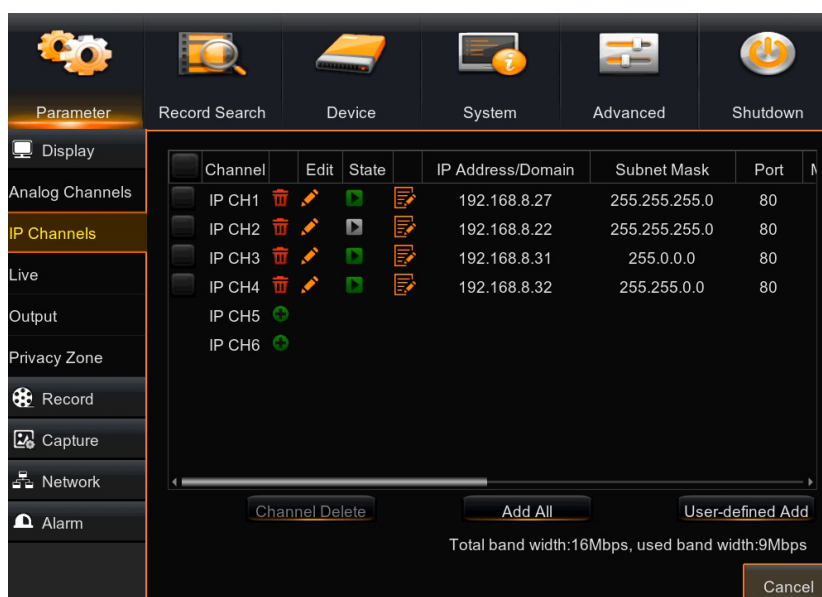 Parameter Record Search Device System Advanced Shutdown
Display
Analog Channels
IP Channels
Live
Output
Privacy Zone
Record
Capture
Network
Alarm
Channel Edit State IP Address/Domain Subnet Mask Port
IP CH1 192.168.8.27 255.255.255.0 80
IP CH2 192.168.8.22 255.255.255.0 80
IP CH3 192.168.8.31 255.0.0.0 80
IP CH4 192.168.8.32 255.255.0.0 80
IP CH5
IP CH6
Channel Delete Add All User-defined Add
Total band width:16Mbps, used band width:9Mbps
Cancel